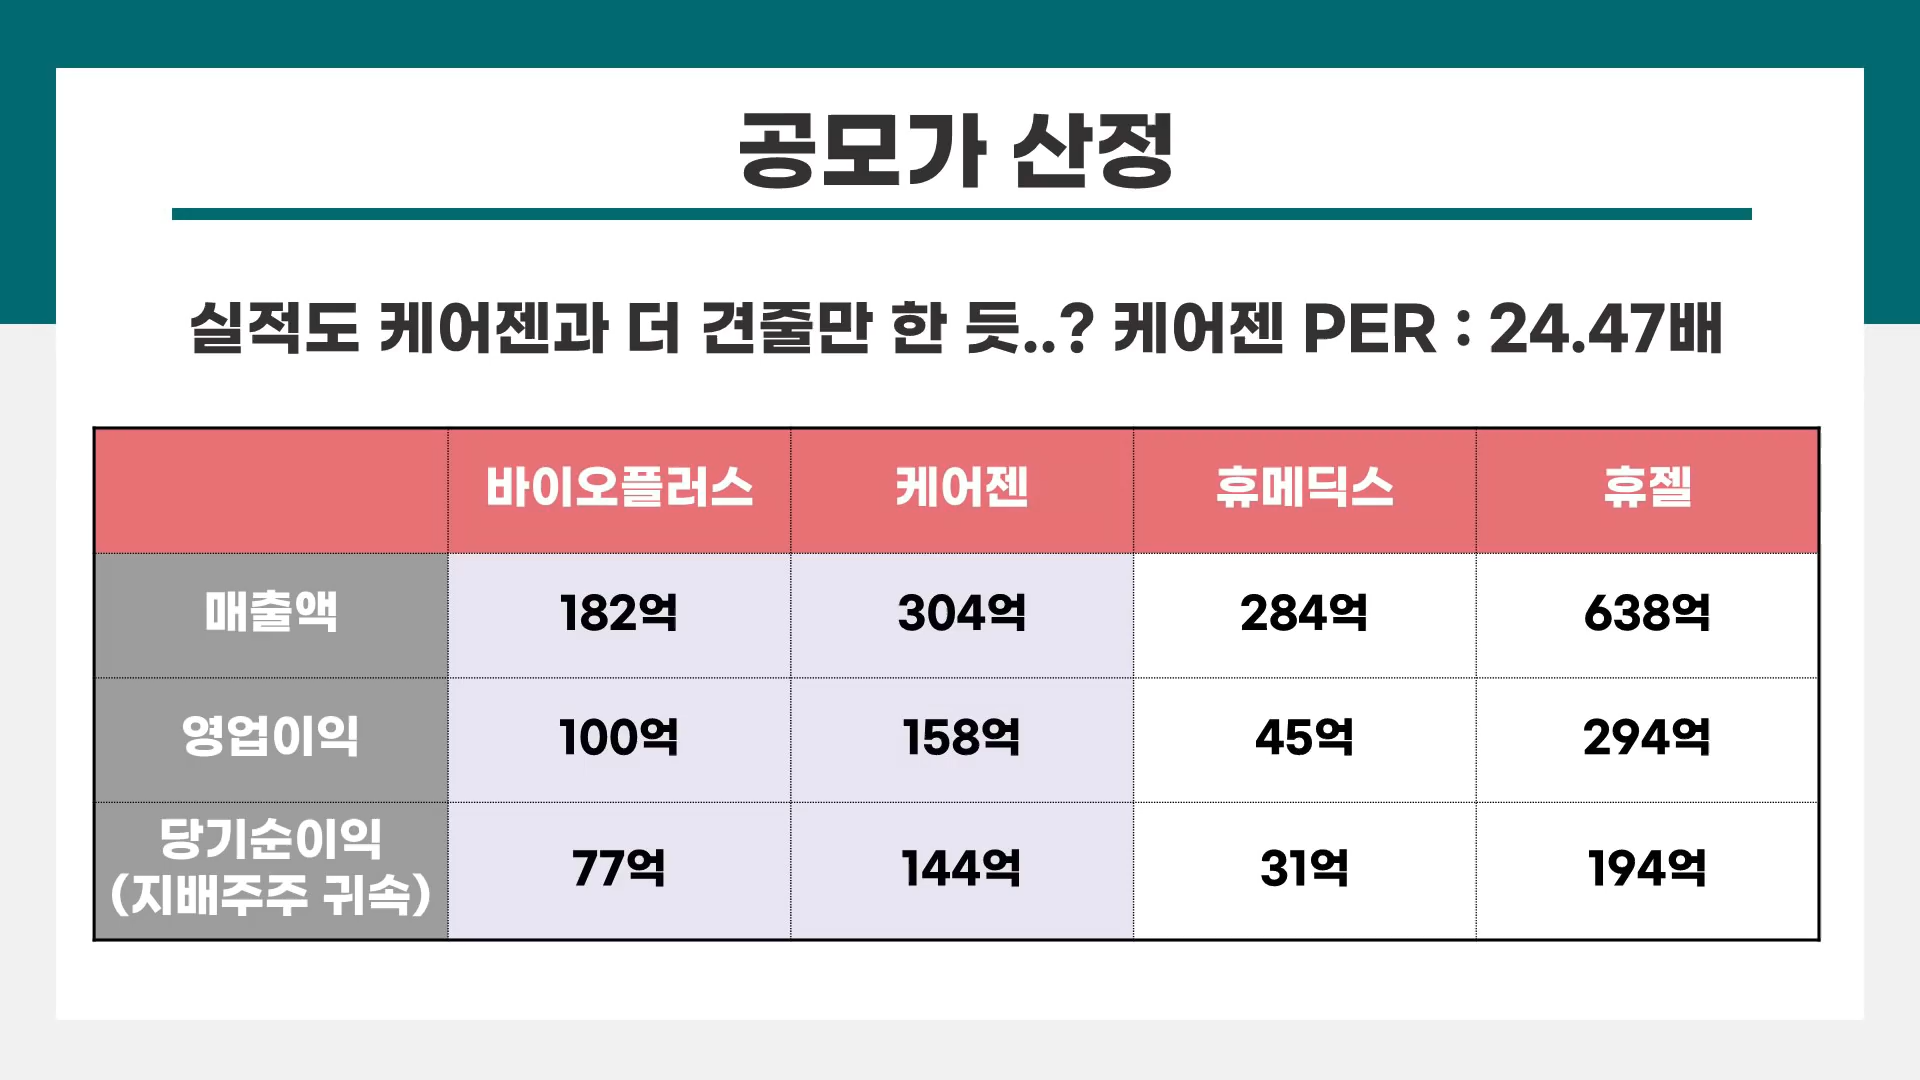 공모가 산정
실적도 케어젠과 더 견줄만 한 듯..? 케어젠 PER : 24.47배
바이오플러스 케어젠 휴메딕스 휴젤
매출액 182억 304억 284억 638억
영업이익 100억 158억 45억 294억
당기순이익
(지배주주 귀속) 77억 144억 31억 194억